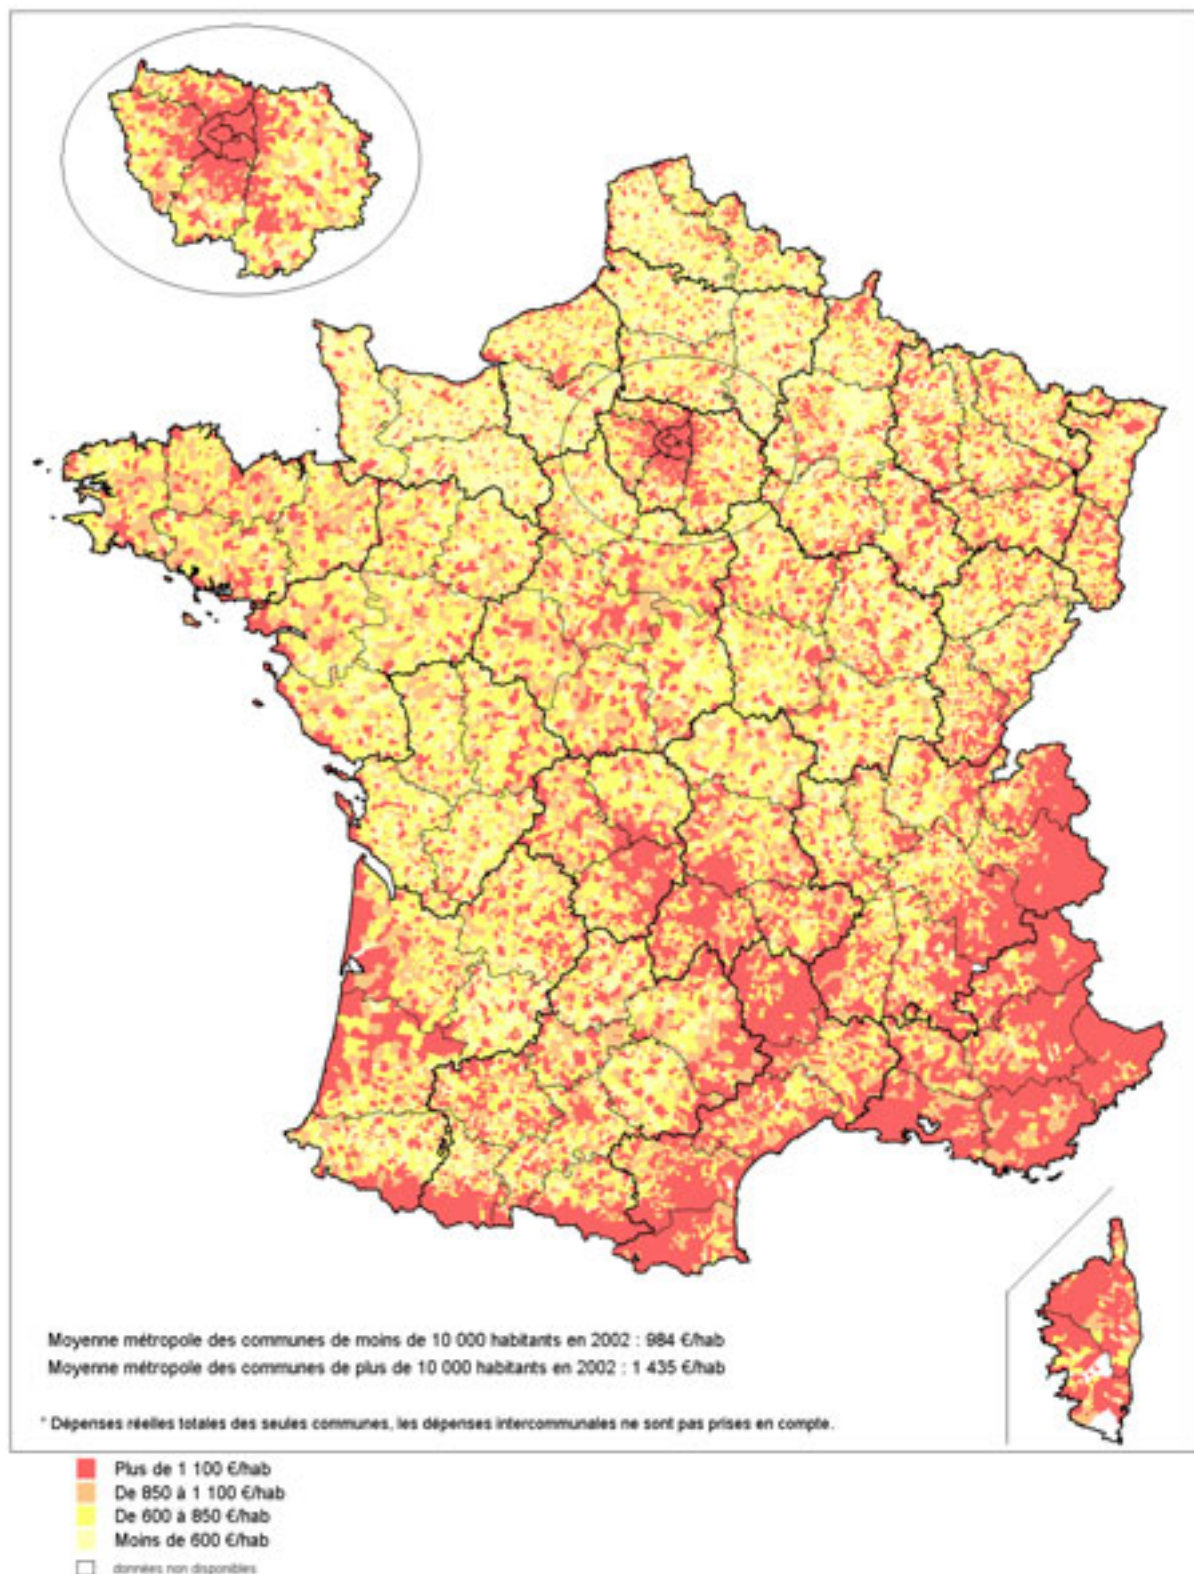 Moyenne métropole des communes de moins de 10 000 habitants en 2002 : 984 €/hab
Moyenne métropole des communes de plus de 10 000 habitants en 2002 : 1 435 €/hab
* Dépenses réelles totales des seules communes, les dépenses intercommunales ne sont pas prises en compte.
Plus de 1 100 €/hab
De 850 à 1 100 €/hab
De 600 à 850 €/hab
Moins de 600 €/hab
données non disponibles